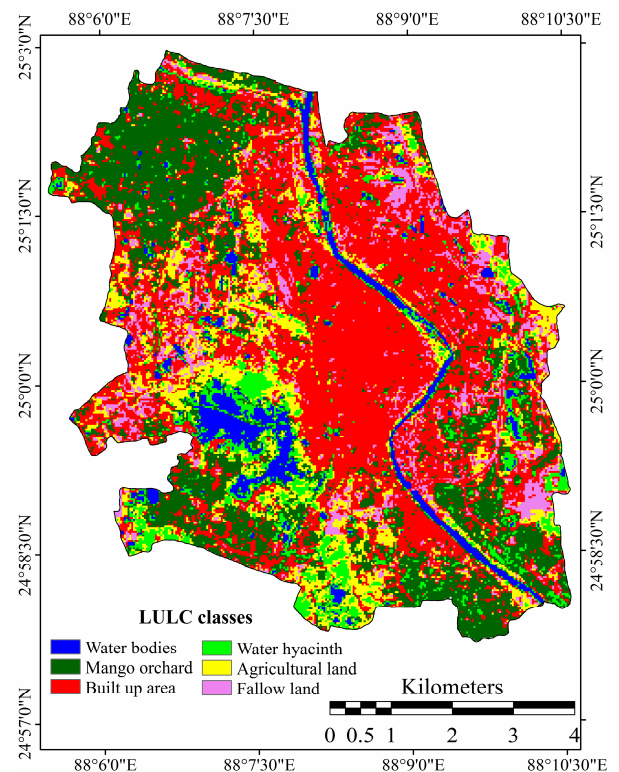 88°6'0"E 88°7'30"E 88°9'0"E 88°10'30"E
25°3'0"N
25°1'30"N 25°1'30"N
25°0'0"N 25°0'0"N
24°58'30"N 24°58'30"N
24°57'0"N
LULC classes
Water bodies Water hyacinth
Mango orchard Agricultural land
Built up area Fallow land
Kilometers
0 0.5 1 2 3 4
88°6'0"E 88°7'30"E 88°9'0"E 88°10'30"E